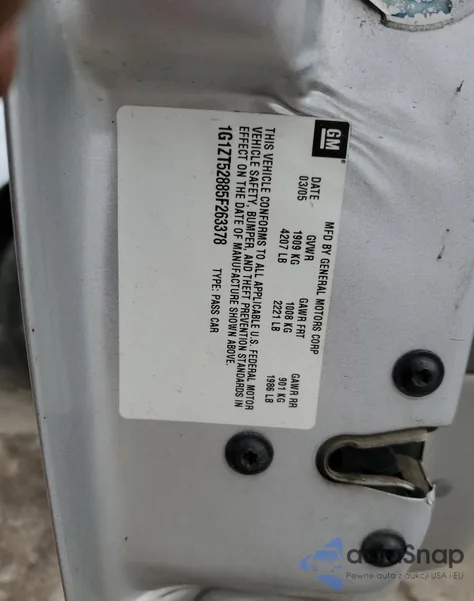 GM
MFD BY GENERAL MOTORS CORP
DATE GVWR GAWR FRT GAWR RR
03/05 1909 KG 1008 KG 901 KG
4207 LB 2221 LB 1986 LB
THIS VEHICLE CONFORMS TO ALL APPLICABLE U.S. FEDERAL MOTOR
VEHICLE SAFETY, BUMPER, AND THEFT PREVENTION STANDARDS IN
EFFECT ON THE DATE OF MANUFACTURE SHOWN ABOVE.
1G1ZT52885F263378 TYPE: PASS CAR
autoSnap
Pewne auta z aukcji USA i EU